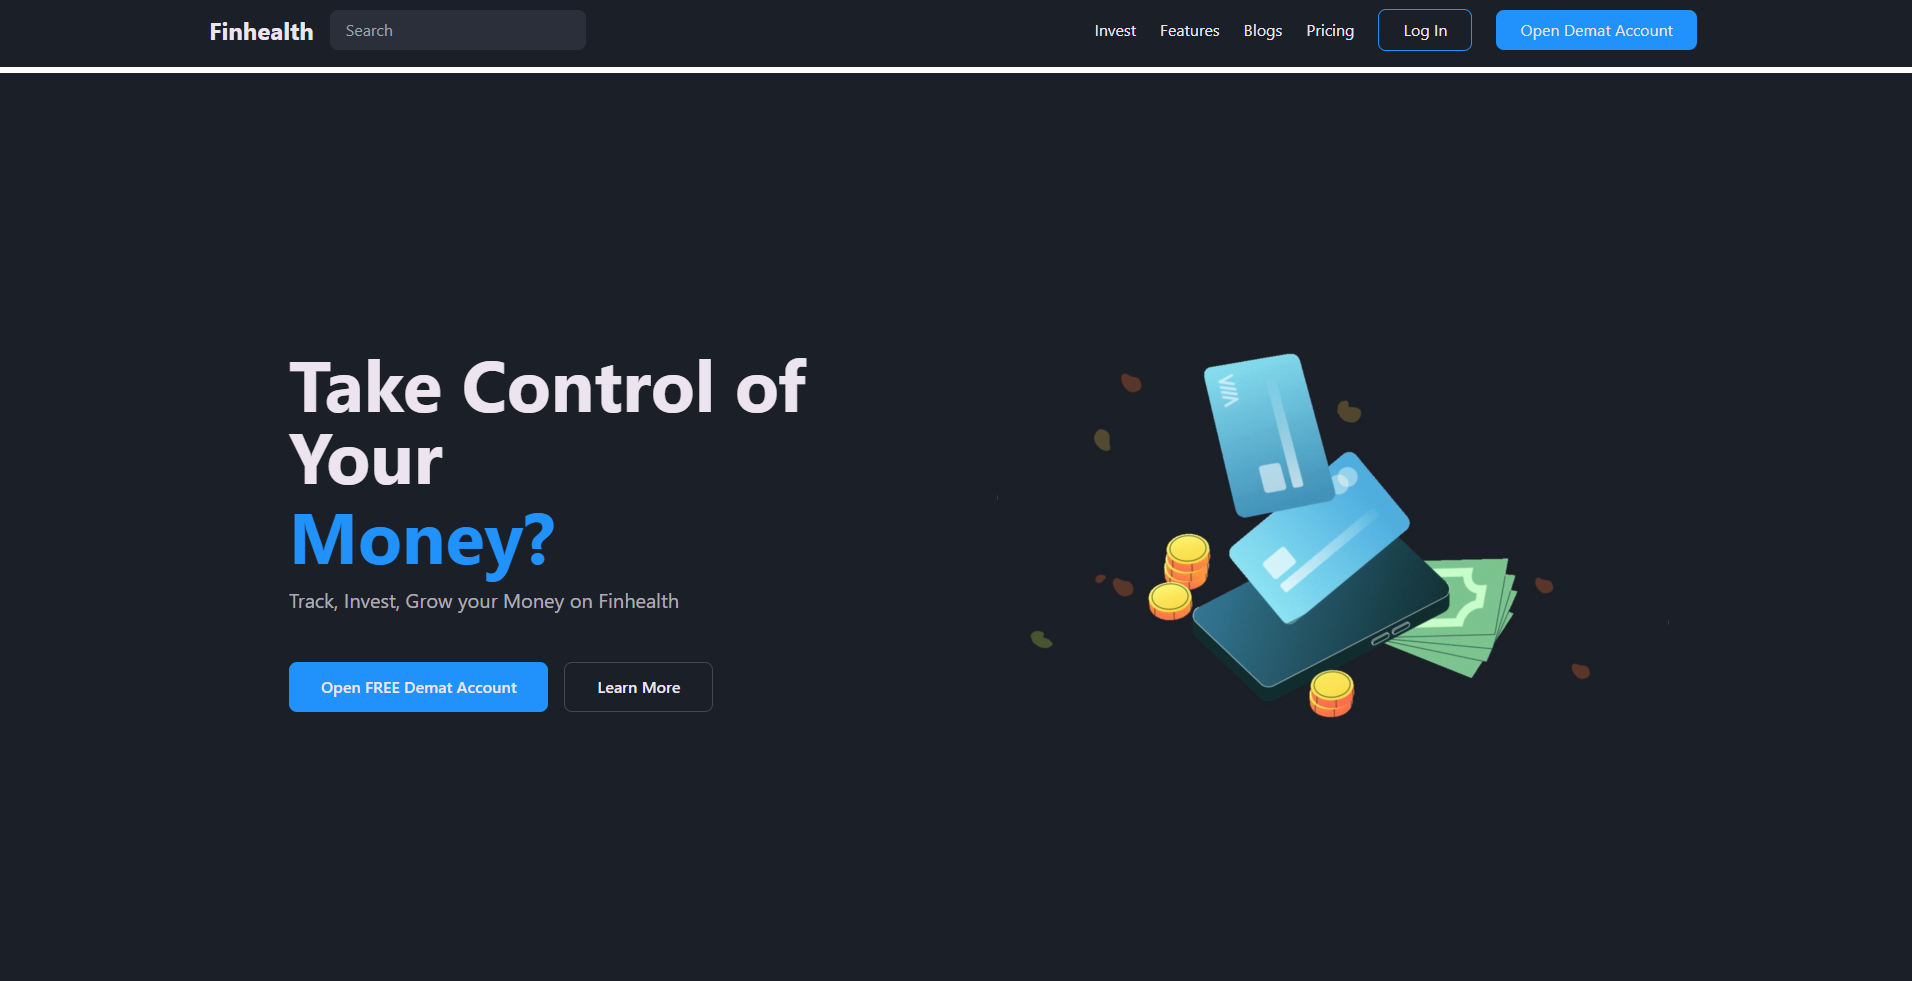 Finhealth
Search
Invest
Features
Blogs
Pricing
Log In
Open Demat Account
Take Control of
Your
Money?
Track, Invest, Grow your Money on Finhealth
Open FREE Demat Account
Learn More